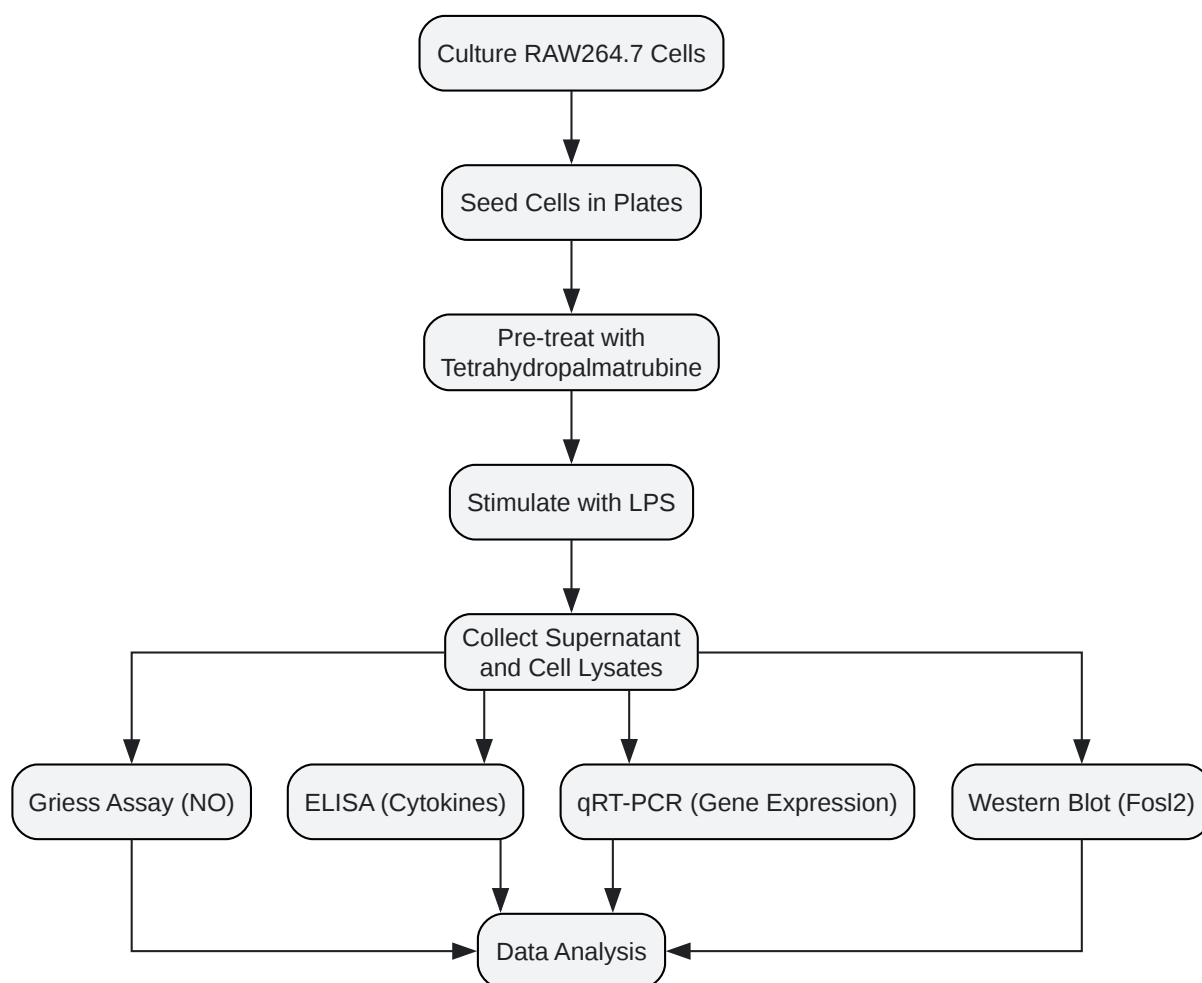 Culture RAW264.7 Cells
Seed Cells in Plates
Pre-treat with
Tetrahydropalmatrubine
Stimulate with LPS
Collect Supernatant
and Cell Lysates
Griess Assay (NO)
ELISA (Cytokines)
qRT-PCR (Gene Expression)
Western Blot (Fosl2)
Data Analysis